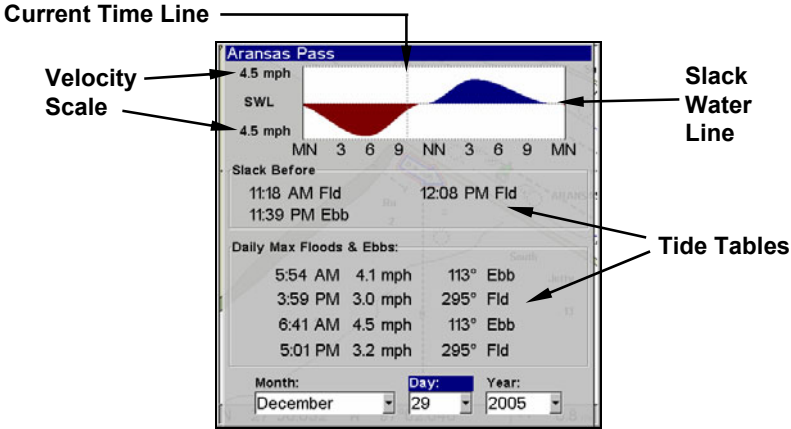 Current Time Line
Aransas Pass
Velocity
Scale
4.5 mph
SWL
4.5 mph
MN 3 6 9 NN 3 6 9 MN
Slack
Water
Line
Slack Before
11:18 AM Fld 12:08 PM Fld
11:39 PM Ebb
Tide Tables
Daily Max Floods & Ebbs:
5:54 AM 4.1 mph 113° Ebb
3:59 PM 3.0 mph 295° Fld
6:41 AM 4.5 mph 113° Ebb
5:01 PM 3.2 mph 295° Fld
Month: Day: Year:
December 29 2005